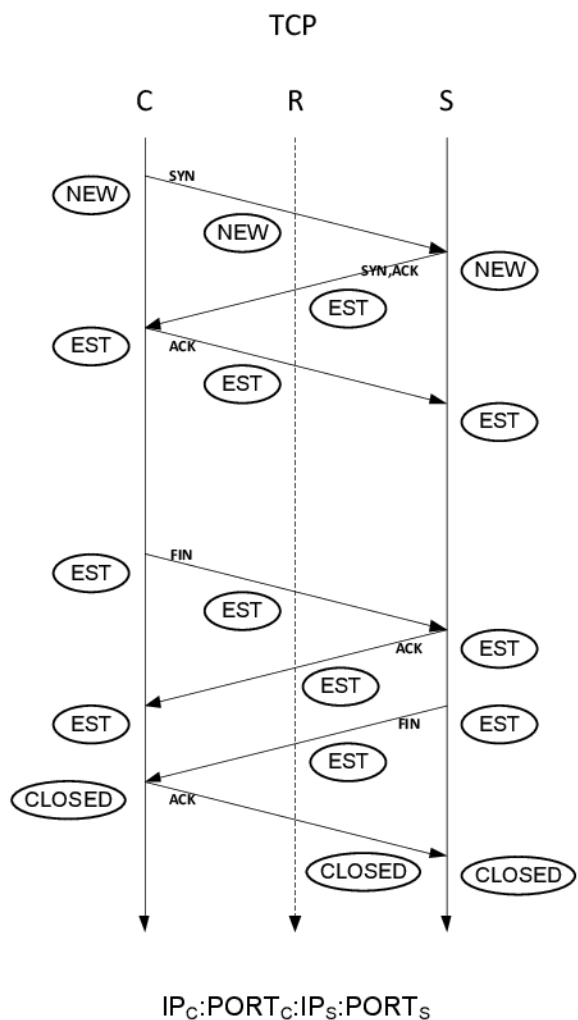 TCP
C R S
SYN
NEW
NEW
SYN,ACK NEW
EST
EST ACK
EST
EST
FIN
EST
EST
ACK EST
EST
EST FIN EST
EST
CLOSED ACK
CLOSED CLOSED
IPC:PORTC:IPS:PORTS